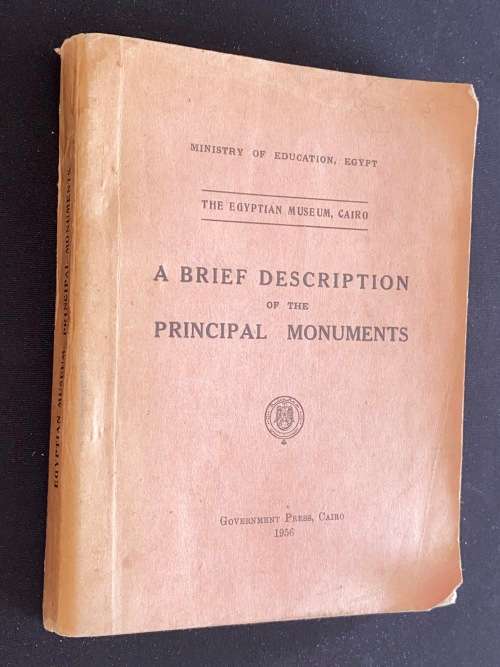 MINISTRY OF EDUCATION, EGYPT
THE EGYPTIAN MUSEUM, CAIRO
A BRIEF DESCRIPTION
OF THE
PRINCIPAL MONUMENTS
GOVERNMENT PRESS, CAIRO
1956
EGYPTIAN MUSEUM. PRINCIPAL MONUMENTS.